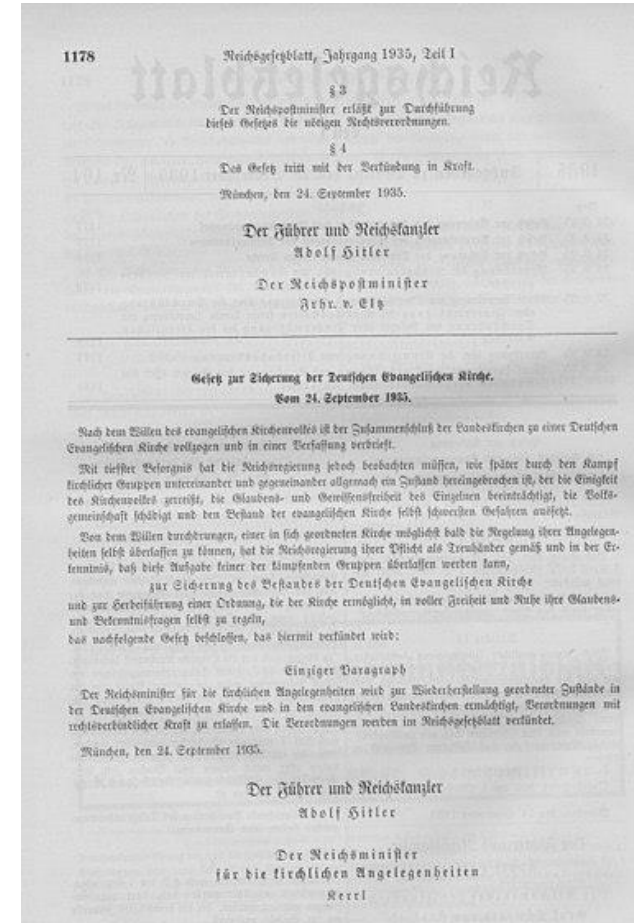 1178
Reichsgesetzblatt, Jahrgang 1935, Teil I
§ 3
Der Reichspostminister erläßt zur Durchführung
dieses Gesetzes die nötigen Rechtsverordnungen.
§ 4
Das Gesetz tritt mit der Verkündung in Kraft.
München, den 24. September 1935.
Der Führer und Reichskanzler
Adolf Hitler
Der Reichspostminister
Frhr. v. Eltz
Gesetz zur Sicherung der Deutschen Evangelischen Kirche.
Vom 24. September 1935.
Nach dem Willen des evangelischen Kirchenvolkes ist der Zusammenschluß der Landeskirchen zu einer Deutschen
Evangelischen Kirche vollzogen und in einer Verfassung verbrieft.
Mit tiefster Besorgnis hat die Reichsregierung jedoch beobachten müssen, wie später durch den Kampf
kirchlicher Gruppen untereinander und gegeneinander allgemach ein Zustand hereingebrochen ist, der die Einigkeit
des Kirchenvolkes zerreißt, die Glaubens- und Gewissensfreiheit des Einzelnen beeinträchtigt, die Volks-
gemeinschaft schädigt und den Bestand der evangelischen Kirche selbst schwersten Gefahren aussetzt.
Von dem Willen durchdrungen, einer in sich geordneten Kirche möglichst bald die Regelung ihrer Angelegen-
heiten selbst überlassen zu können, hat die Reichsregierung ihrer Pflicht als Treuhänder gemäß und in der Er-
kenntnis, daß diese Aufgabe keiner der kämpfenden Gruppen überlassen werden kann,
zur Sicherung des Bestandes der Deutschen Evangelischen Kirche
und zur Herbeiführung einer Ordnung, die der Kirche ermöglicht, in voller Freiheit und Ruhe ihre Glaubens-
und Bekenntnisfragen selbst zu regeln,
das nachfolgende Gesetz beschlossen, das hiermit verkündet wird:
Einziger Paragraph
Der Reichsminister für die kirchlichen Angelegenheiten wird zur Wiederherstellung geordneter Zustände in
der Deutschen Evangelischen Kirche und in den evangelischen Landeskirchen ermächtigt, Verordnungen mit
rechtsverbindlicher Kraft zu erlassen. Die Verordnungen werden im Reichsgesetzblatt verkündet.
München, den 24. September 1935.
Der Führer und Reichskanzler
Adolf Hitler
Der Reichsminister
für die kirchlichen Angelegenheiten
Kerrl